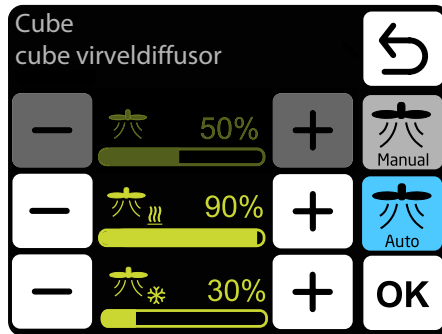 Cube
cube virveldiffusor
50%
Manual
90%
Auto
30%
OK